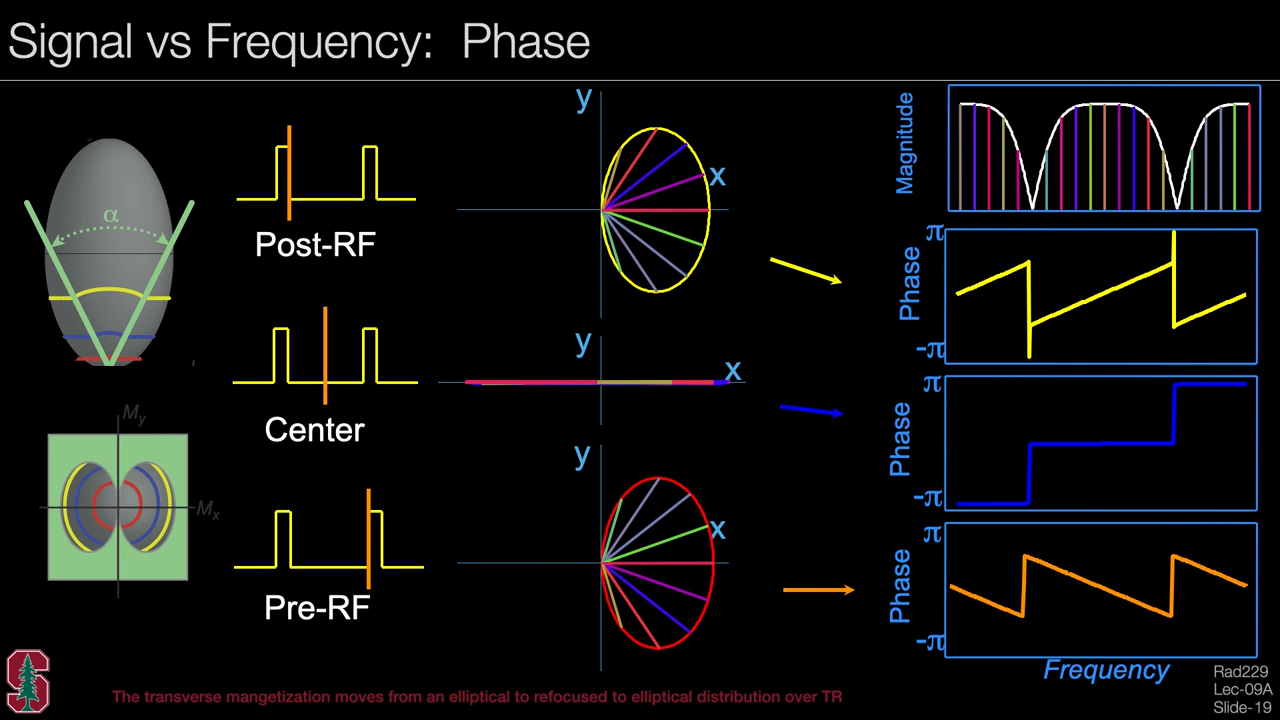 Signal vs Frequency: Phase
α
My
Mx
Post-RF
Center
Pre-RF
y
x
y
x
y
x
Magnitude
π
Phase
-π
π
Phase
-π
π
Phase
-π
Frequency
The transverse mangetization moves from an elliptical to refocused to elliptical distribution over TR
Rad229
Lec-09A
Slide-19